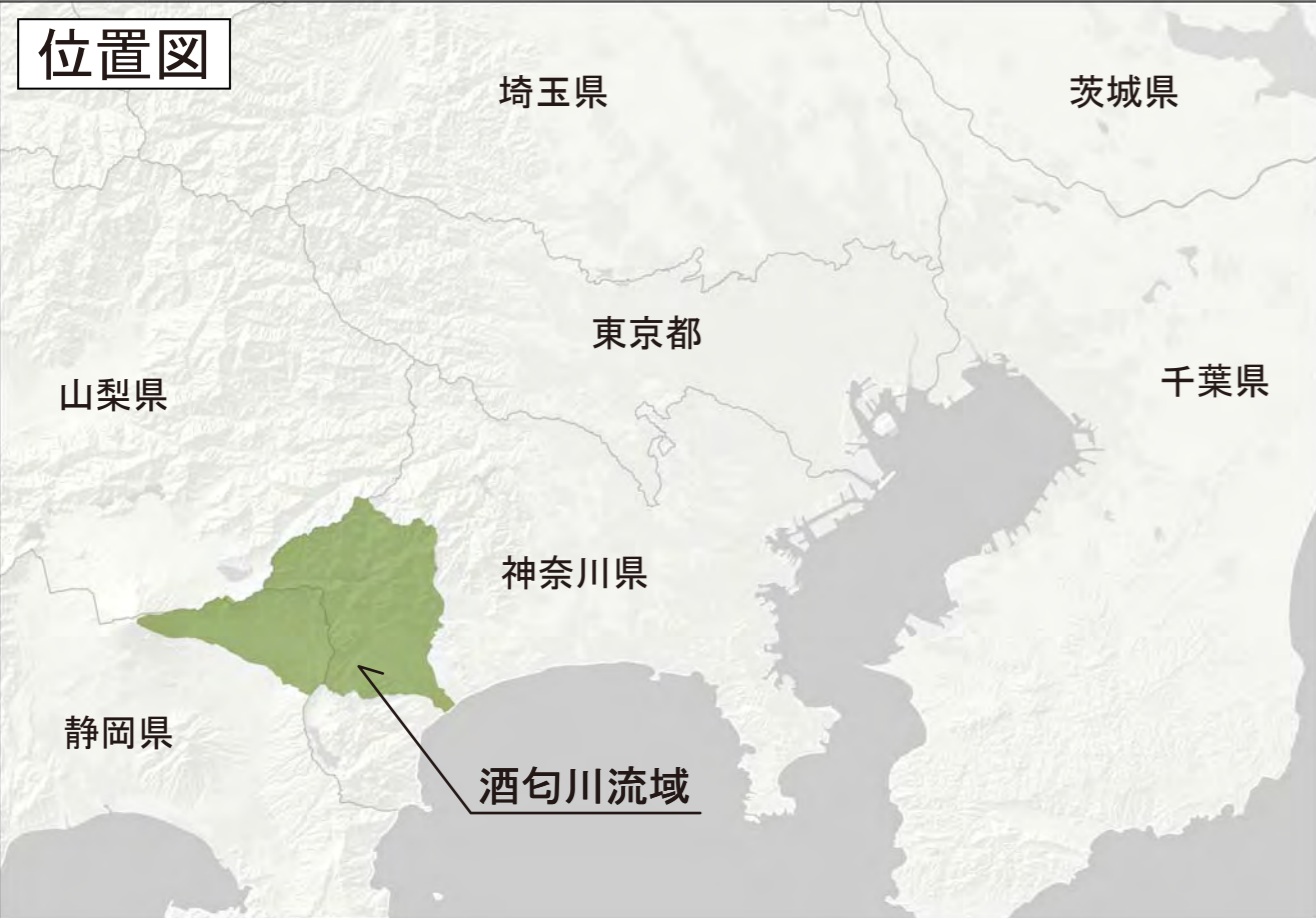 位置図
埼玉県
茨城県
東京都
山梨県
千葉県
神奈川県
静岡県
酒匂川流域